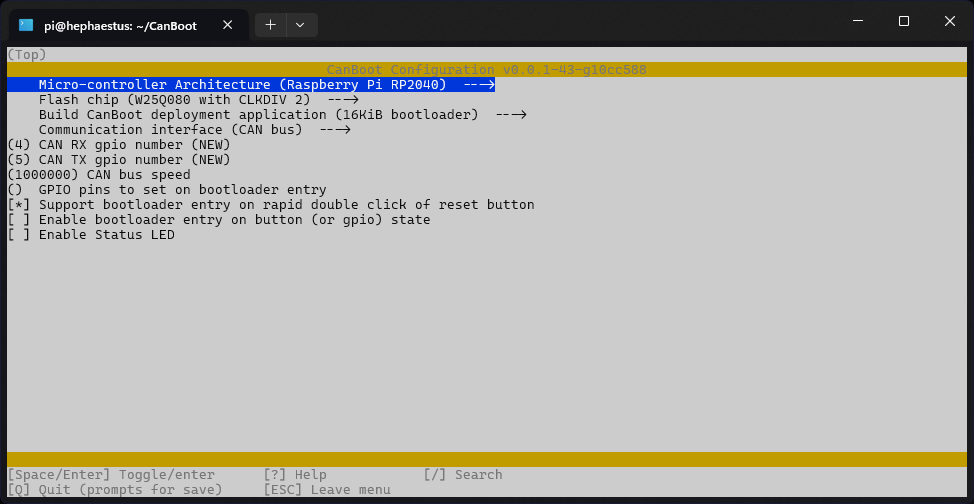 pi@hephaestus: ~/CanBoot
(Top)
CanBoot Configuration v0.0.1-43-g10cc588
Micro-controller Architecture (Raspberry Pi RP2040)  --->
Flash chip (W25Q080 with CLKDIV 2)  --->
Build CanBoot deployment application (16KiB bootloader)  --->
Communication interface (CAN bus)  --->
(4) CAN RX gpio number (NEW)
(5) CAN TX gpio number (NEW)
(1000000) CAN bus speed
()  GPIO pins to set on bootloader entry
[*] Support bootloader entry on rapid double click of reset button
[ ] Enable bootloader entry on button (or gpio) state
[ ] Enable Status LED
[Space/Enter] Toggle/enter      [?] Help            [/] Search
[Q] Quit (prompts for save)     [ESC] Leave menu